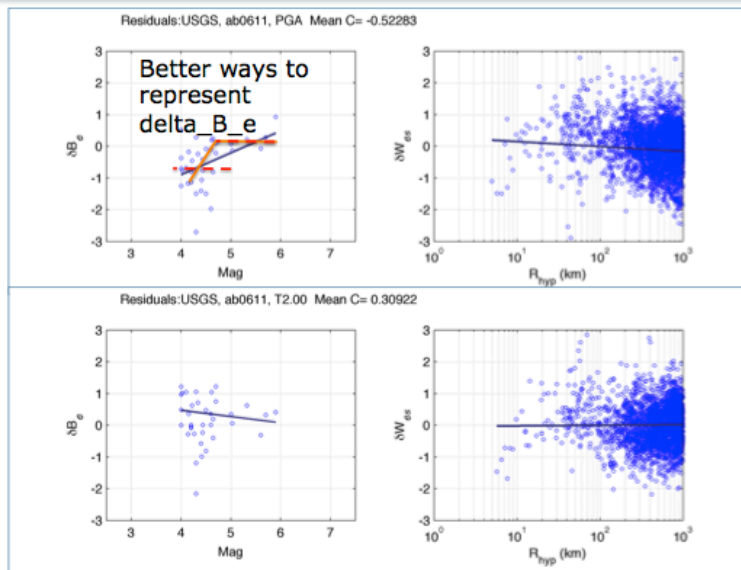 Residuals:USGS, ab0611, PGA Mean C= -0.52283
3
2
1
0
-1
-2
-3
δB_e
Better ways to
represent
delta_B_e
3 4 5 6 7
Mag
3
2
1
0
-1
-2
-3
δW_es
10^0 10^1 10^2 10^3
R_hyp (km)
Residuals:USGS, ab0611, T2.00 Mean C= 0.30922
3
2
1
0
-1
-2
-3
δB_e
3 4 5 6 7
Mag
3
2
1
0
-1
-2
-3
δW_es
10^0 10^1 10^2 10^3
R_hyp (km)